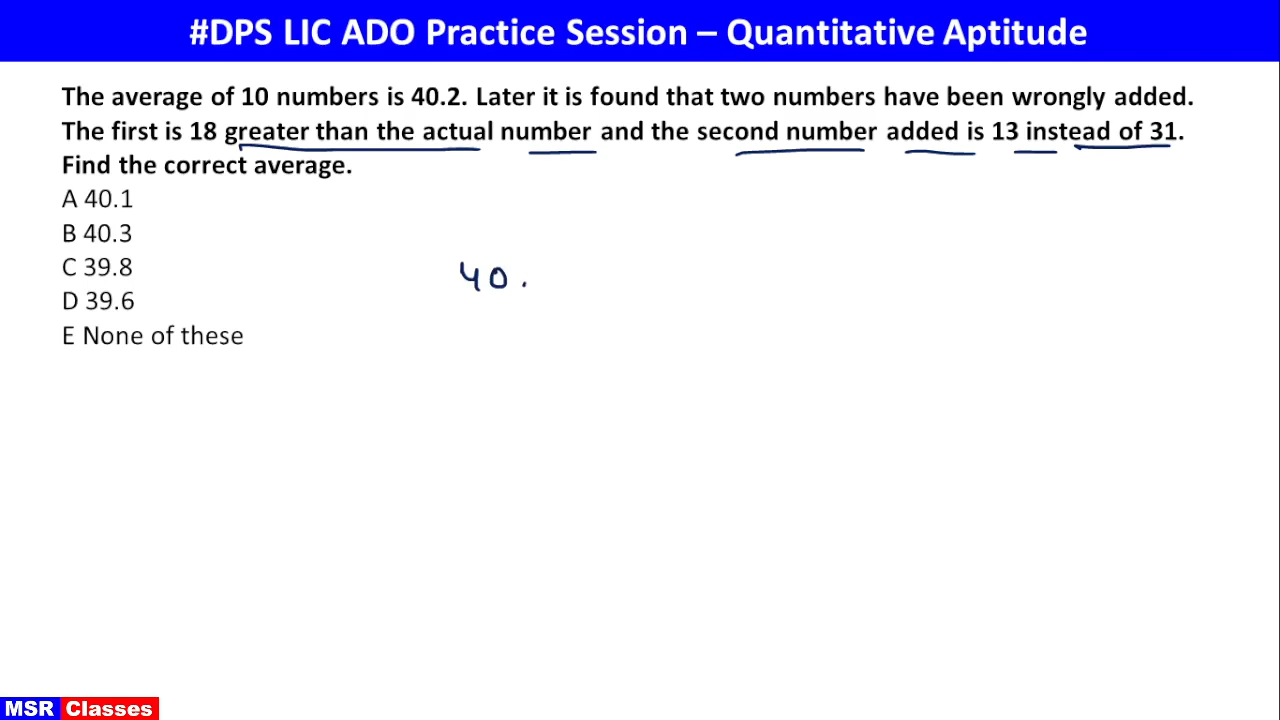 #DPS LIC ADO Practice Session – Quantitative Aptitude
The average of 10 numbers is 40.2. Later it is found that two numbers have been wrongly added.
The first is 18 greater than the actual number and the second number added is 13 instead of 31.
Find the correct average.
A 40.1
B 40.3
C 39.8
40.
D 39.6
E None of these
MSR Classes